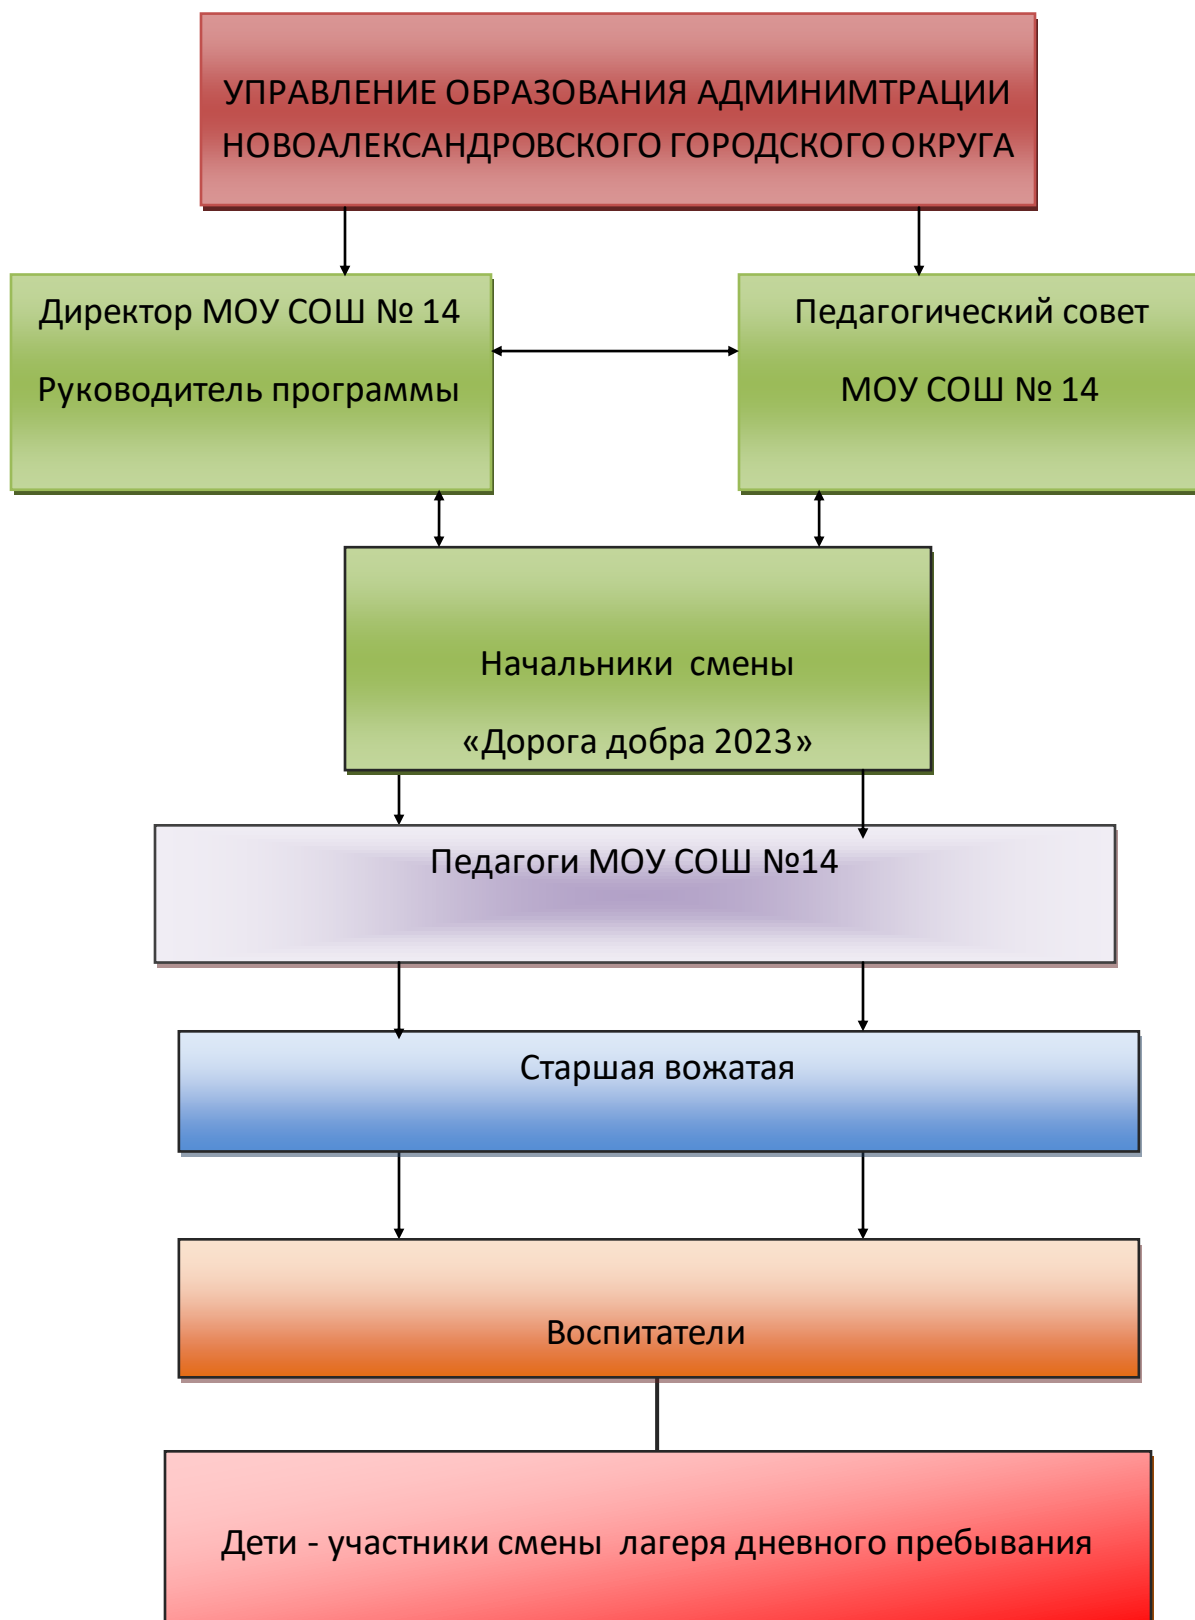 УПРАВЛЕНИЕ ОБРАЗОВАНИЯ АДМИНИМТРАЦИИ
НОВОАЛЕКСАНДРОВСКОГО ГОРОДСКОГО ОКРУГА
Директор МОУ СОШ № 14
Руководитель программы
Педагогический совет
МОУ СОШ № 14
Начальники  смены
«Дорога добра 2023»
Педагоги МОУ СОШ №14
Старшая вожатая
Воспитатели
Дети - участники смены  лагеря дневного пребывания